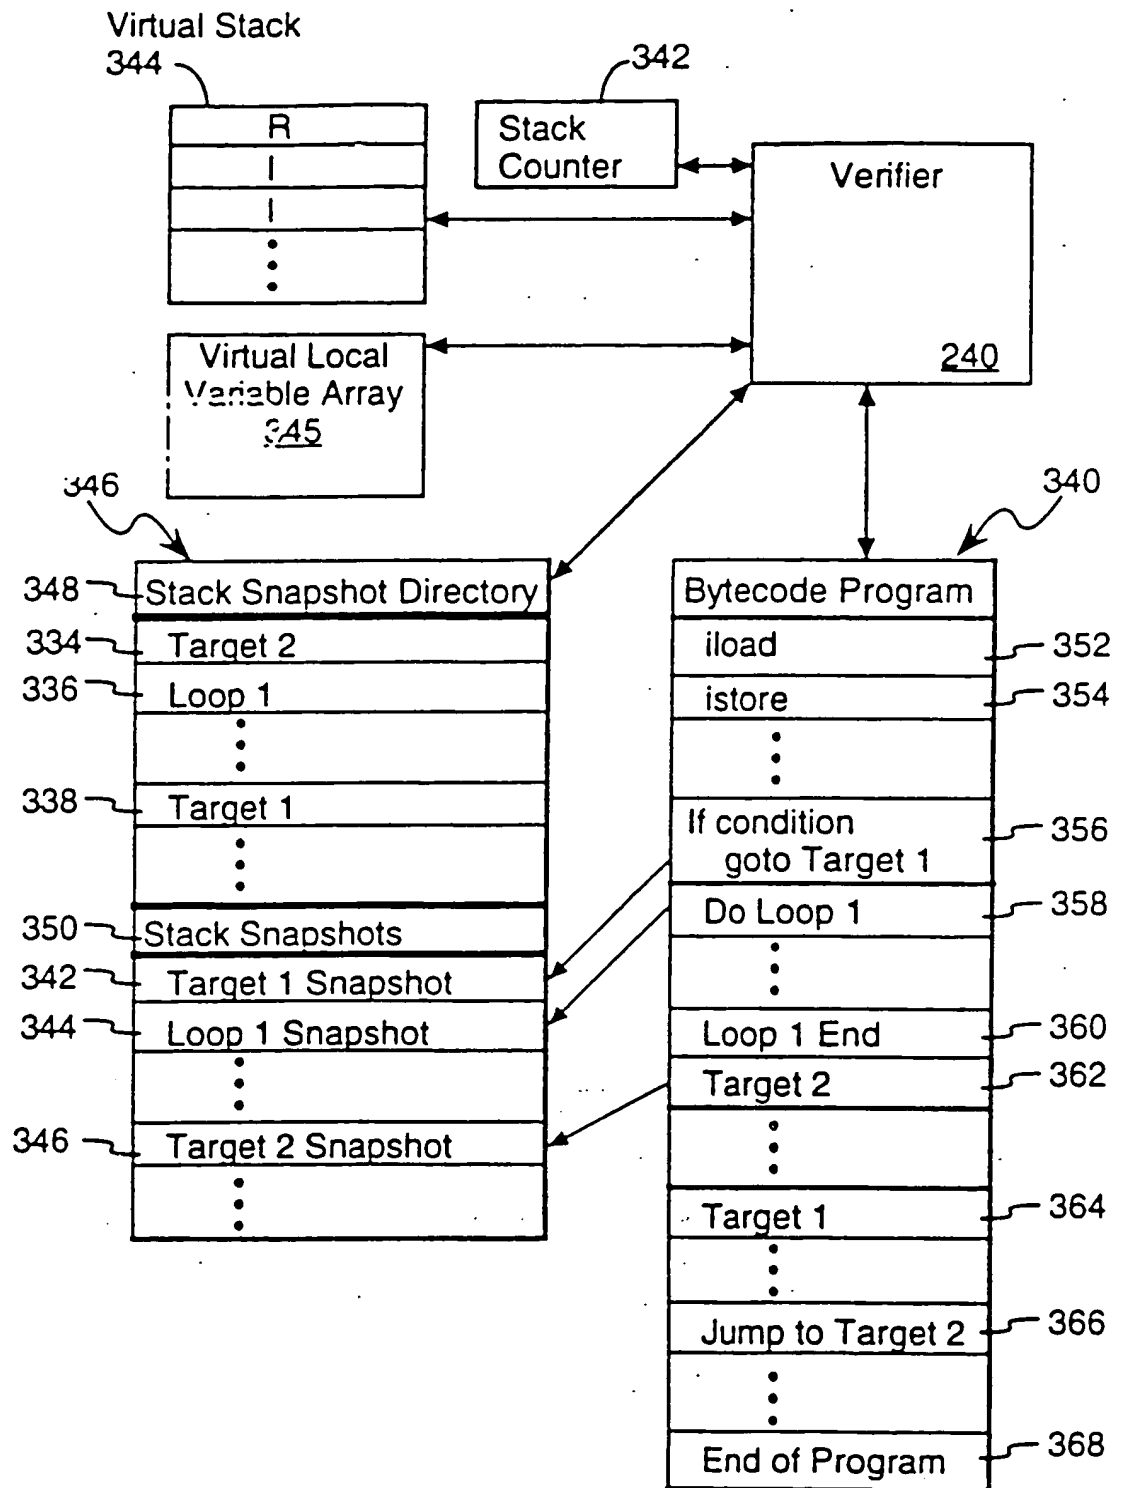 Virtual Stack
344
342
R
I
I
Stack
Counter
Verifier
240
Virtual Local
Variable Array
345
346
340
348
Stack Snapshot Directory
334
Target 2
336
Loop 1
338
Target 1
350
Stack Snapshots
342
Target 1 Snapshot
344
Loop 1 Snapshot
346
Target 2 Snapshot
Bytecode Program
iload
352
istore
354
If condition
goto Target 1
356
Do Loop 1
358
Loop 1 End
360
Target 2
362
Target 1
364
Jump to Target 2
366
End of Program
368